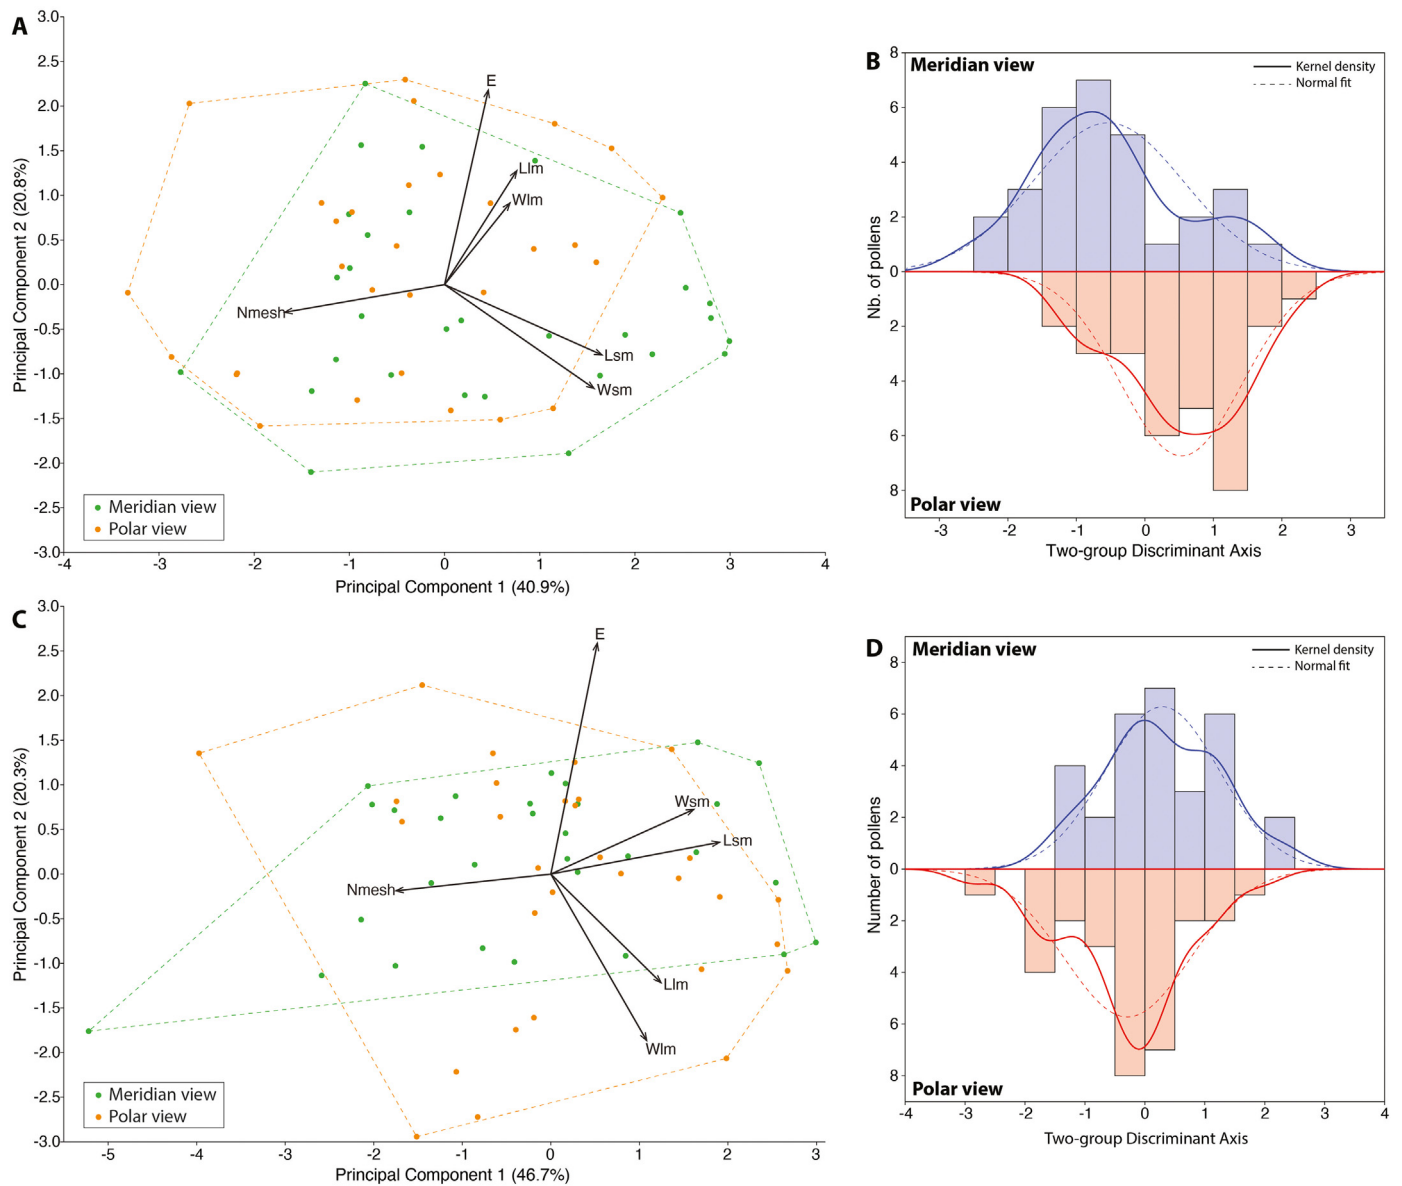 A
3.0
2.5
2.0
1.5
1.0
0.5
0.0
-0.5
-1.0
-1.5
-2.0
-2.5
-3.0
Principal Component 2 (20.8%)
E
Llm
Wlm
Nmesh
Lsm
Wsm
Meridian view
Polar view
-4 -3 -2 -1 0 1 2 3 4
Principal Component 1 (40.9%)
B
Meridian view
Kernel density
Normal fit
8
6
4
2
0
2
4
6
8
Nb. of pollens
Polar view
-3 -2 -1 0 1 2 3
Two-group Discriminant Axis
C
3.0
2.5
2.0
1.5
1.0
0.5
0.0
-0.5
-1.0
-1.5
-2.0
-2.5
-3.0
Principal Component 2 (20.3%)
E
Wsm
Lsm
Nmesh
Llm
Wlm
Meridian view
Polar view
-5 -4 -3 -2 -1 0 1 2 3
Principal Component 1 (46.7%)
D
Meridian view
Kernel density
Normal fit
8
6
4
2
0
2
4
6
8
Number of pollens
Polar view
-4 -3 -2 -1 0 1 2 3 4
Two-group Discriminant Axis